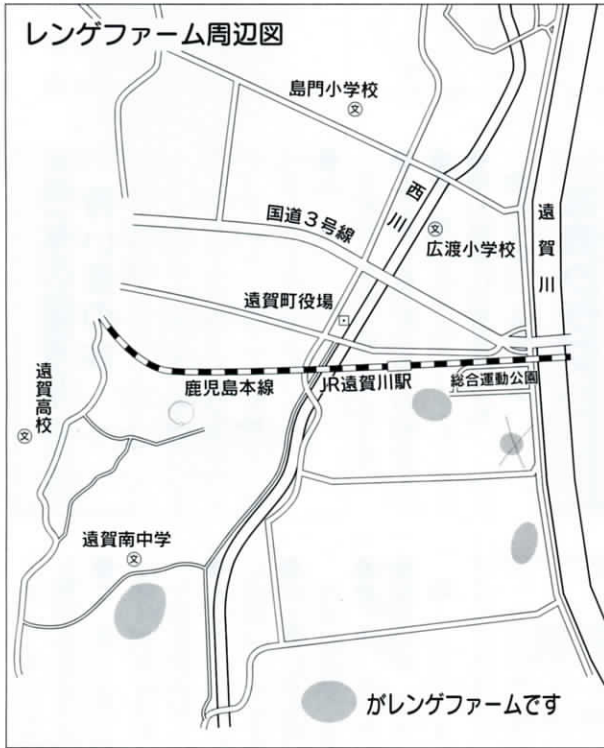 レンゲファーム周辺図
島門小学校
文
西川
遠賀川
国道3号線
文
広渡小学校
遠賀町役場
遠賀高校
文
鹿児島本線
JR遠賀川駅
総合運動公園
遠賀南中学
文
がレンゲファームです